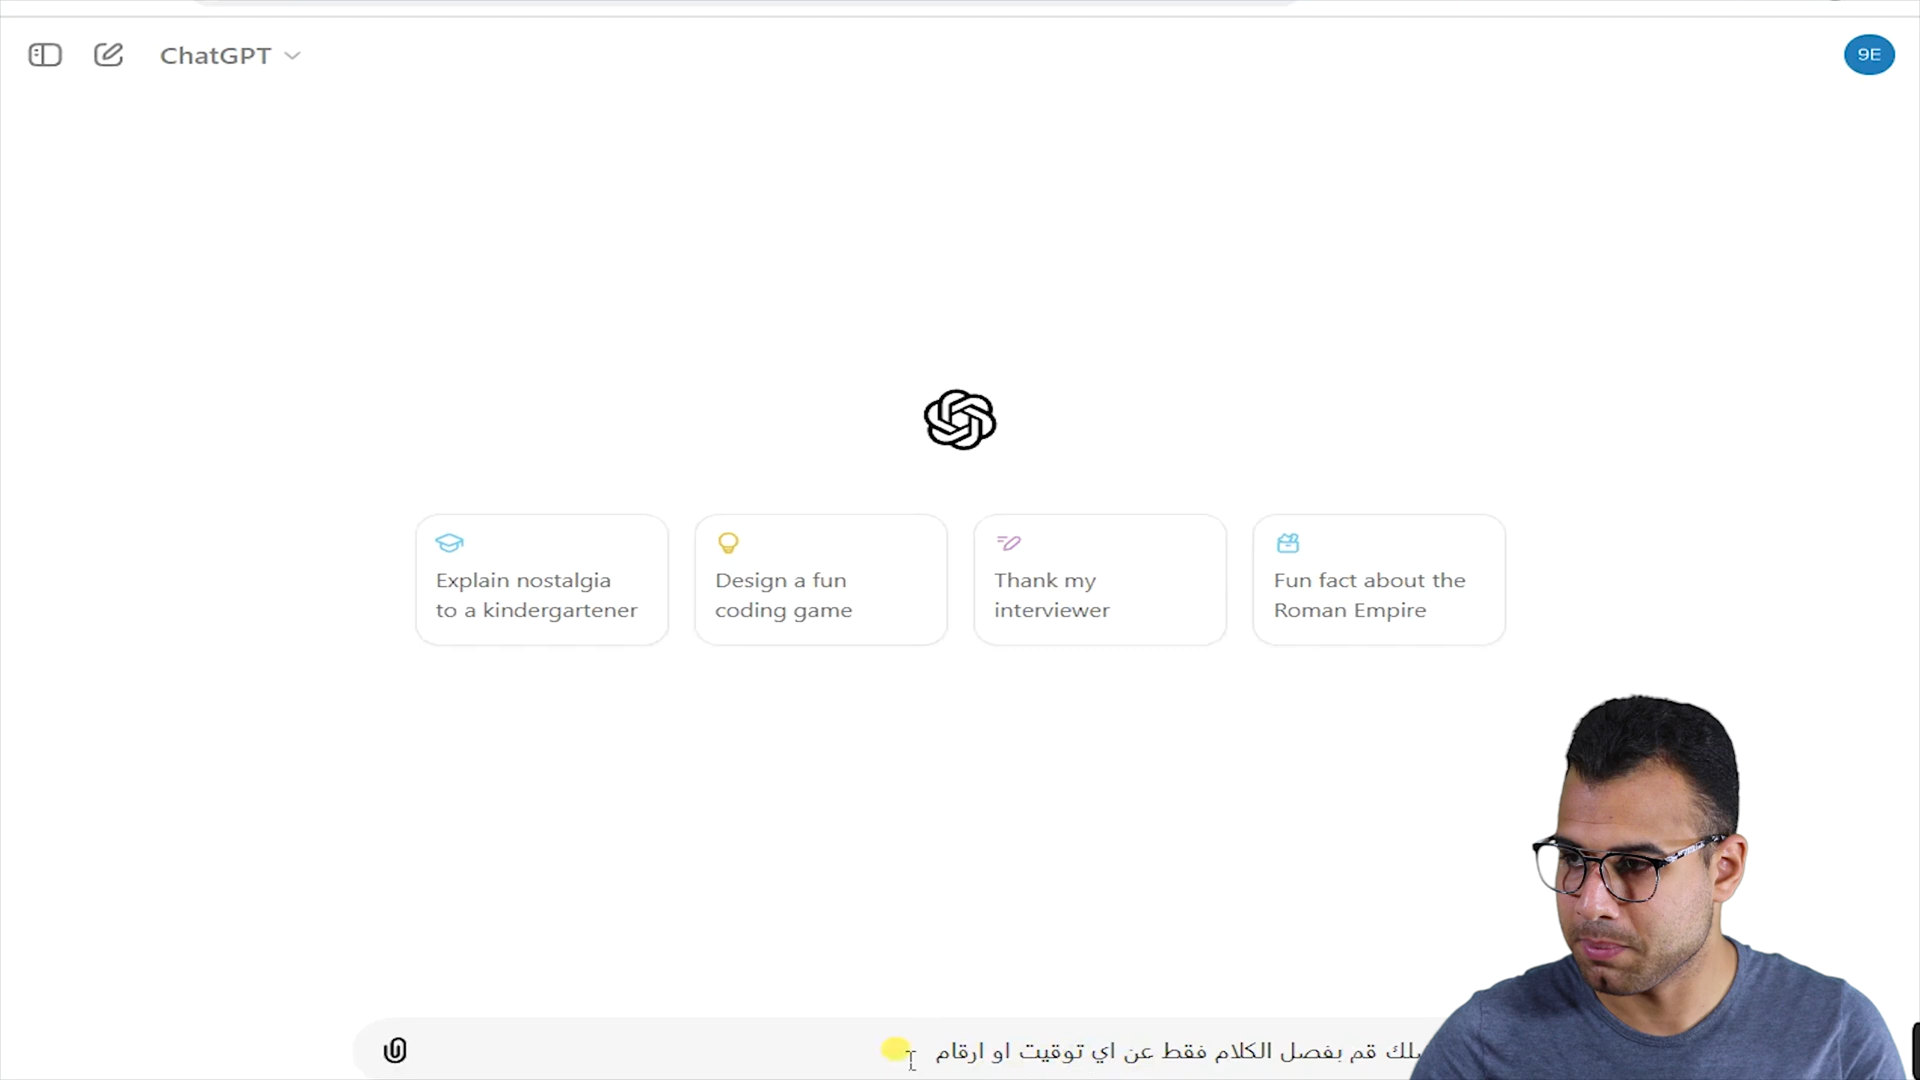 ChatGPT
9E
Explain nostalgia
to a kindergartener
Design a fun
coding game
Thank my
interviewer
Fun fact about the
Roman Empire
قم بفصل الكلام فقط عن اي توقيت او ارقام